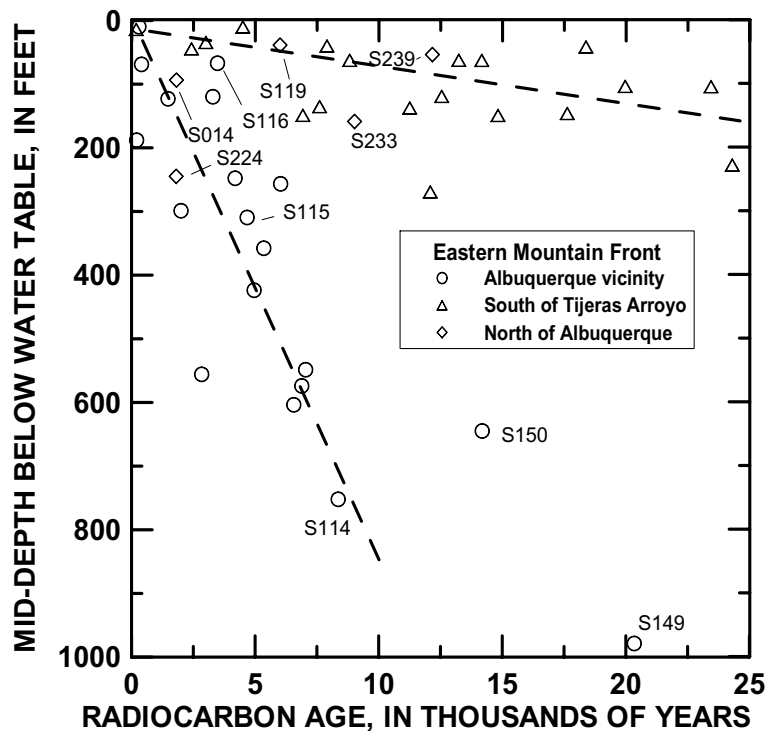 MID-DEPTH BELOW WATER TABLE, IN FEET
0
200
400
600
800
1000
S239
S119
S116
S014
S233
S224
S115
Eastern Mountain Front
Albuquerque vicinity
South of Tijeras Arroyo
North of Albuquerque
S150
S114
S149
0 5 10 15 20 25
RADIOCARBON AGE, IN THOUSANDS OF YEARS